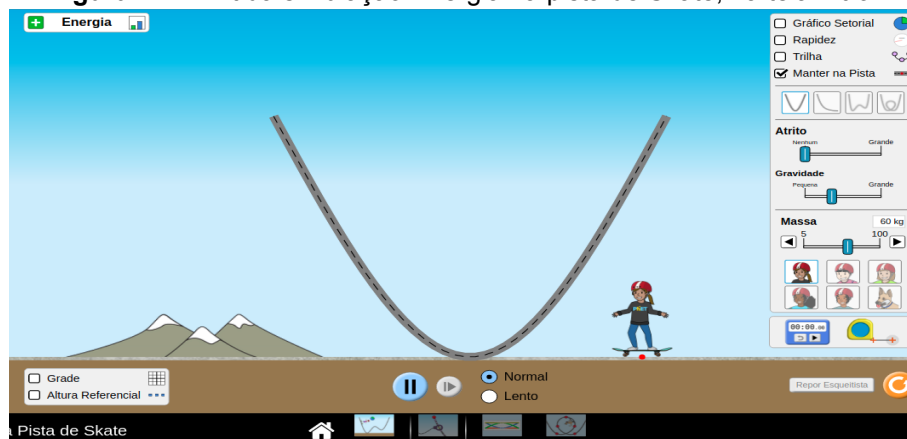 Energia
Gráfico Setorial
Rapidez
Trilha
Manter na Pista
Atrito
Nenhum Grande
Gravidade
Pequena Grande
Massa 60 kg
5 100
00:00.00
Grade
Altura Referencial
Normal
Lento
Repor Esqueitista
Pista de Skate